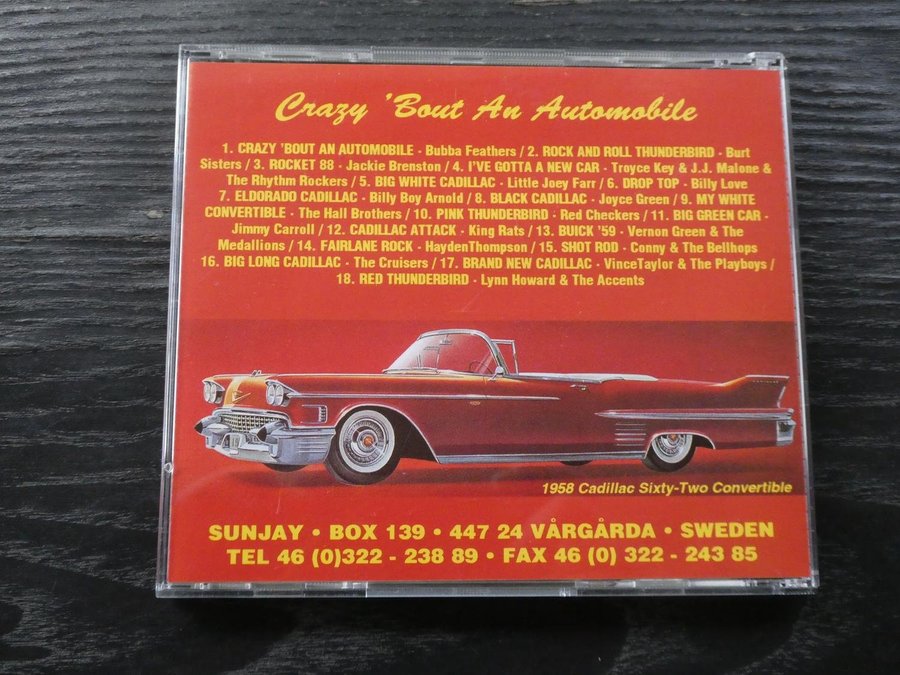 Crazy 'Bout An Automobile
1. CRAZY 'BOUT AN AUTOMOBILE - Bubba Feathers / 2. ROCK AND ROLL THUNDERBIRD - Burt
Sisters / 3. ROCKET 88 - Jackie Brenston / 4. I'VE GOTTA A NEW CAR - Troyce Key & J.J. Malone &
The Rhythm Rockers / 5. BIG WHITE CADILLAC - Little Joey Farr / 6. DROP TOP - Billy Love
7. ELDORADO CADILLAC - Billy Boy Arnold / 8. BLACK CADILLAC - Joyce Green / 9. MY WHITE
CONVERTIBLE - The Hall Brothers / 10. PINK THUNDERBIRD - Red Checkers / 11. BIG GREEN CAR -
Jimmy Carroll / 12. CADILLAC ATTACK - King Rats / 13. BUICK '59 - Vernon Green & The
Medallions / 14. FAIRLANE ROCK - HaydenThompson / 15. SHOT ROD - Conny & The Bellhops
16. BIG LONG CADILLAC - The Cruisers / 17. BRAND NEW CADILLAC - VinceTaylor & The Playboys /
18. RED THUNDERBIRD - Lynn Howard & The Accents
1958 Cadillac Sixty-Two Convertible
SUNJAY • BOX 139 • 447 24 VÅRGÅRDA • SWEDEN
TEL 46 (0)322 - 238 89 • FAX 46 (0) 322 - 243 85